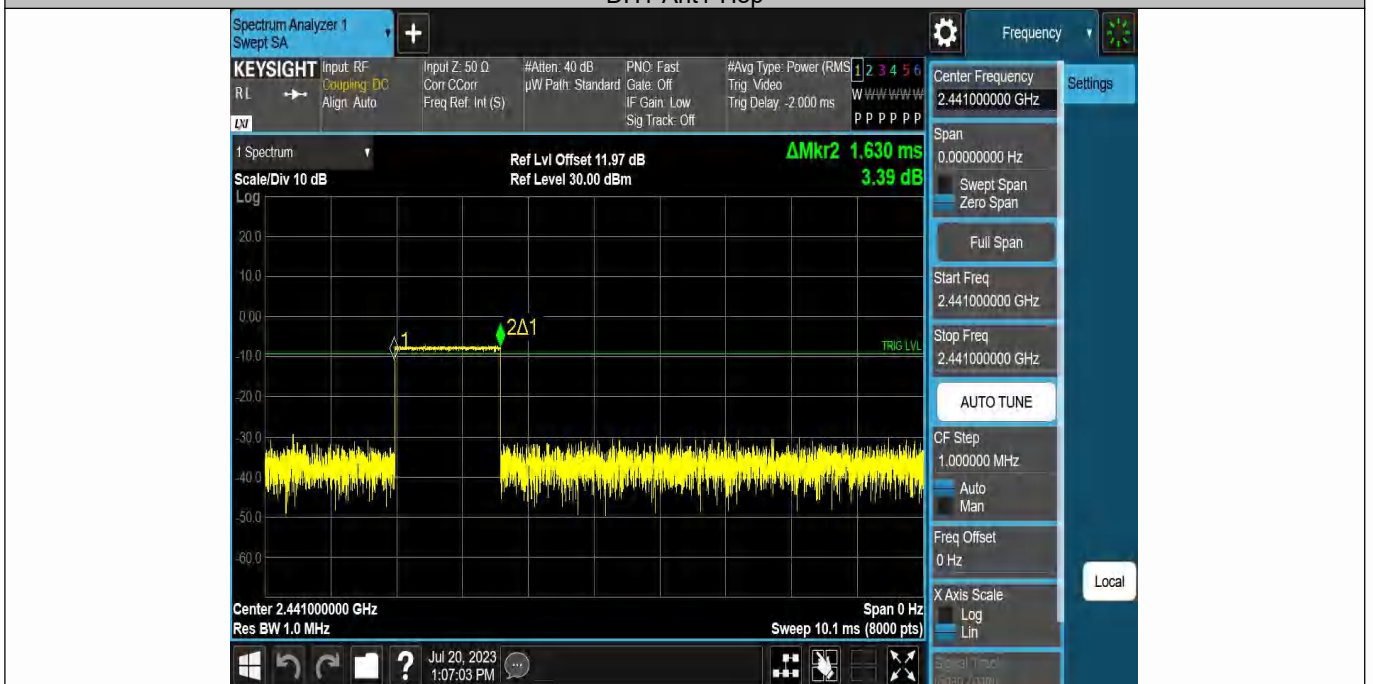 Spectrum Analyzer 1
Swept SA
Frequency
KEYSIGHT
RL
LXI
Input: RF
Coupling: DC
Align: Auto
Input Z: 50 Ω
Corr CCorr
Freq Ref: Int (S)
#Atten: 40 dB
µW Path: Standard
PNO: Fast
Gate: Off
IF Gain: Low
Sig Track: Off
#Avg Type: Power (RMS
Trig: Video
Trig Delay: -2.000 ms
1 2 3 4 5 6
W W W W W W
P P P P P P
1 Spectrum
Scale/Div 10 dB
Log
Ref Lvl Offset 11.97 dB
Ref Level 30.00 dBm
ΔMkr2 1.630 ms
3.39 dB
20.0
10.0
0.00
-10.0
-20.0
-30.0
-40.0
-50.0
-60.0
1
2Δ1
TRIG LVL
Center 2.441000000 GHz
Res BW 1.0 MHz
Span 0 Hz
Sweep 10.1 ms (8000 pts)
Center Frequency
2.441000000 GHz
Settings
Span
0.00000000 Hz
Swept Span
Zero Span
Full Span
Start Freq
2.441000000 GHz
Stop Freq
2.441000000 GHz
AUTO TUNE
CF Step
1.000000 MHz
Auto
Man
Freq Offset
0 Hz
X Axis Scale
Log
Lin
Local
Signal Track
(Span Zoom)
?
Jul 20, 2023
1:07:03 PM